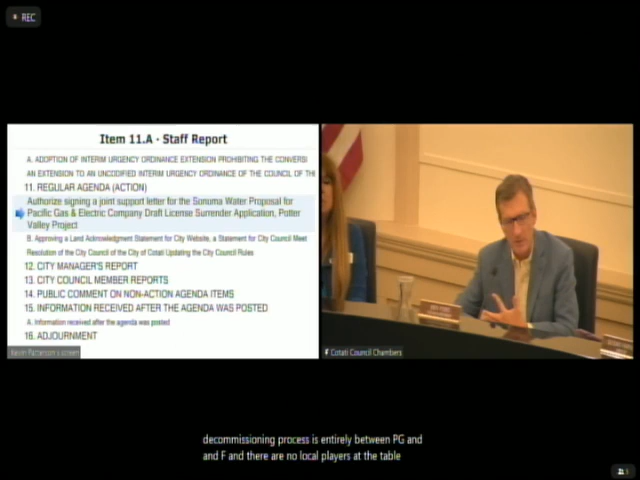 REC
Item 11.A - Staff Report
A. ADOPTION OF INTERIM URGENCY ORDINANCE EXTENSION PROHIBITING THE CONVERSI
AN EXTENSION TO AN UNCODIFIED INTERIM URGENCY ORDINANCE OF THE COUNCIL OF THE
11. REGULAR AGENDA (ACTION)
Authorize signing a joint support letter for the Sonoma Water Proposal for
Pacific Gas & Electric Company Draft License Surrender Application, Potter
Valley Project
B. Approving a Land Acknowledgment Statement for City Website, a Statement for City Council Meet
Resolution of the City Council of the City of Cotati Updating the City Council Rules
12. CITY MANAGER'S REPORT
13. CITY COUNCIL MEMBER REPORTS
14. PUBLIC COMMENT ON NON-ACTION AGENDA ITEMS
15. INFORMATION RECEIVED AFTER THE AGENDA WAS POSTED
A. Information received after the agenda was posted
16. ADJOURNMENT
Kevin Patterson's screen
Cotati Council Chambers
decommissioning process is entirely between PG and
and F and there are no local players at the table